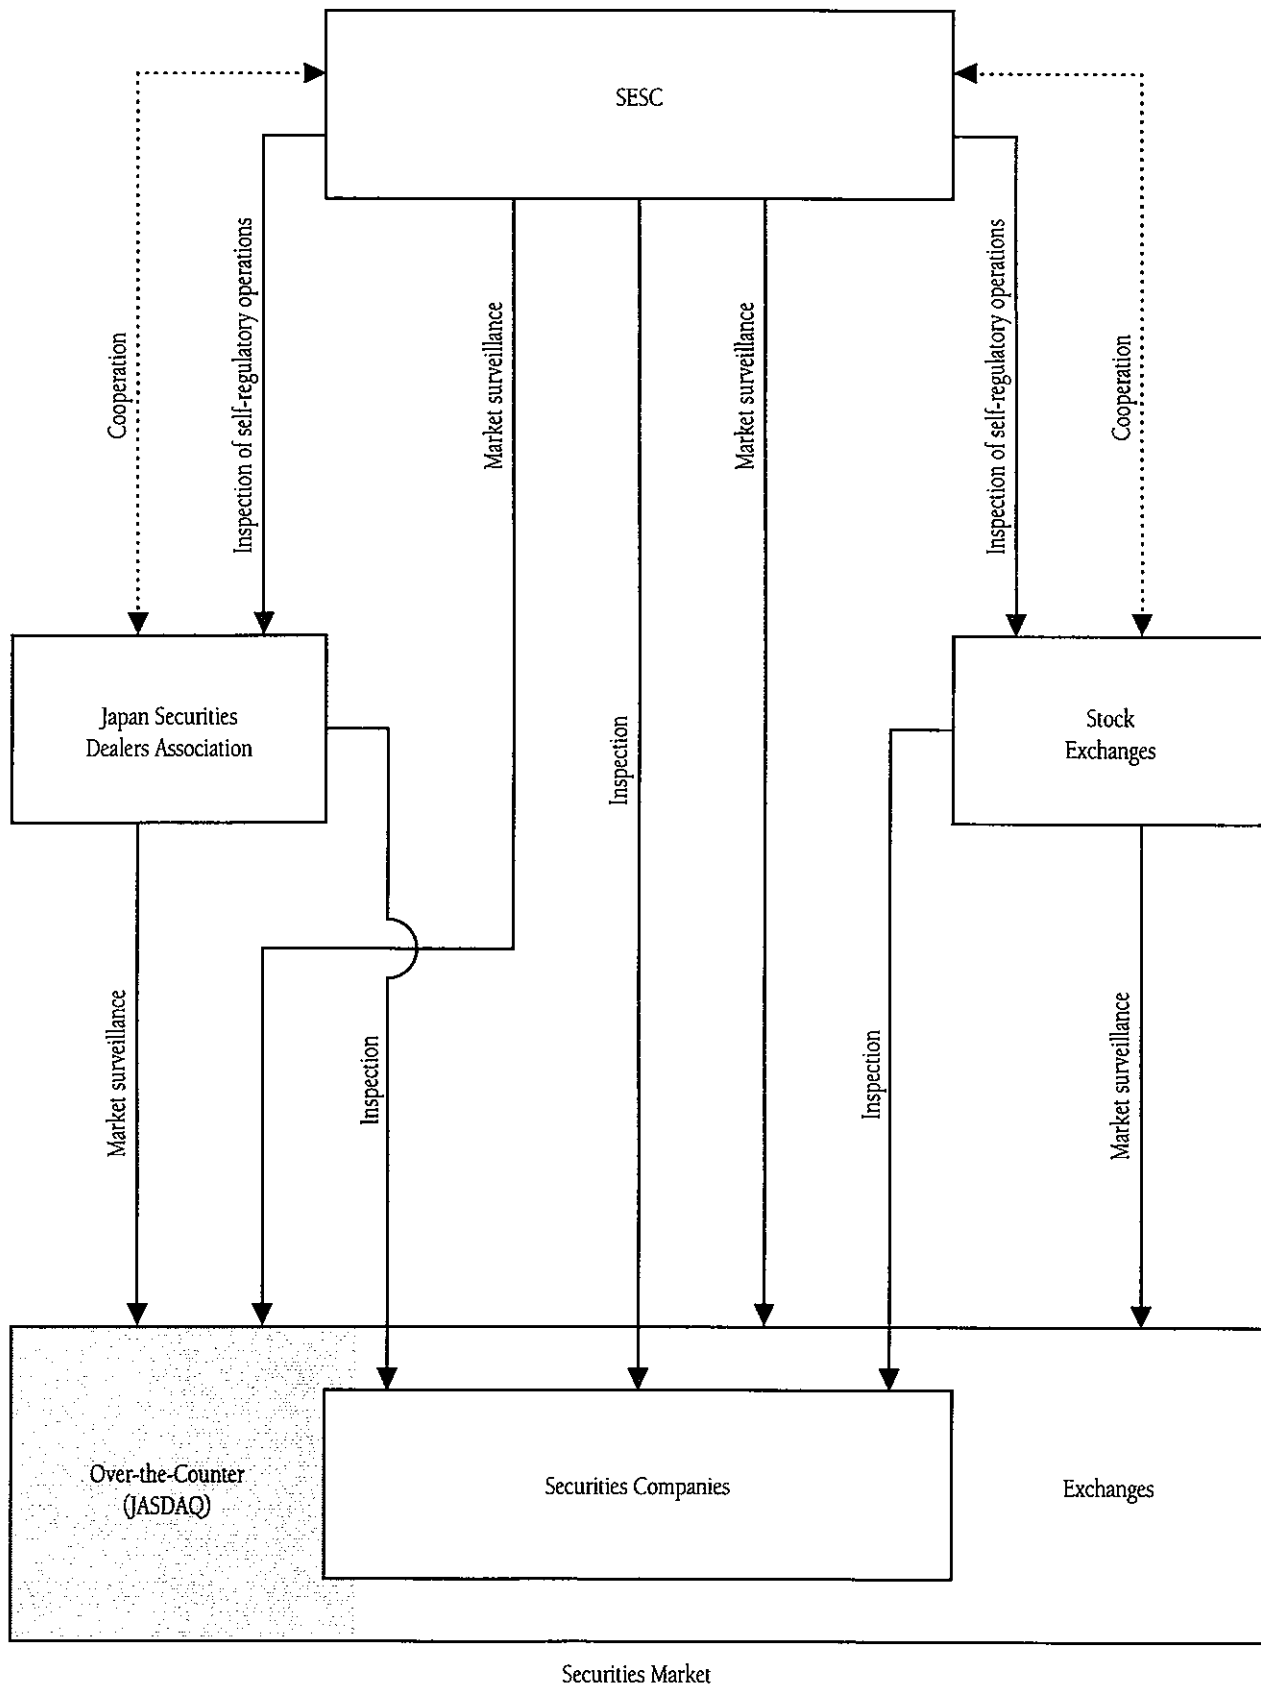 SESC
Cooperation
Inspection of self-regulatory operations
Market surveillance
Market surveillance
Inspection of self-regulatory operations
Cooperation
Japan Securities
Dealers Association
Inspection
Stock
Exchanges
Market surveillance
Inspection
Inspection
Market surveillance
Over-the-Counter
(JASDAQ)
Securities Companies
Exchanges
Securities Market